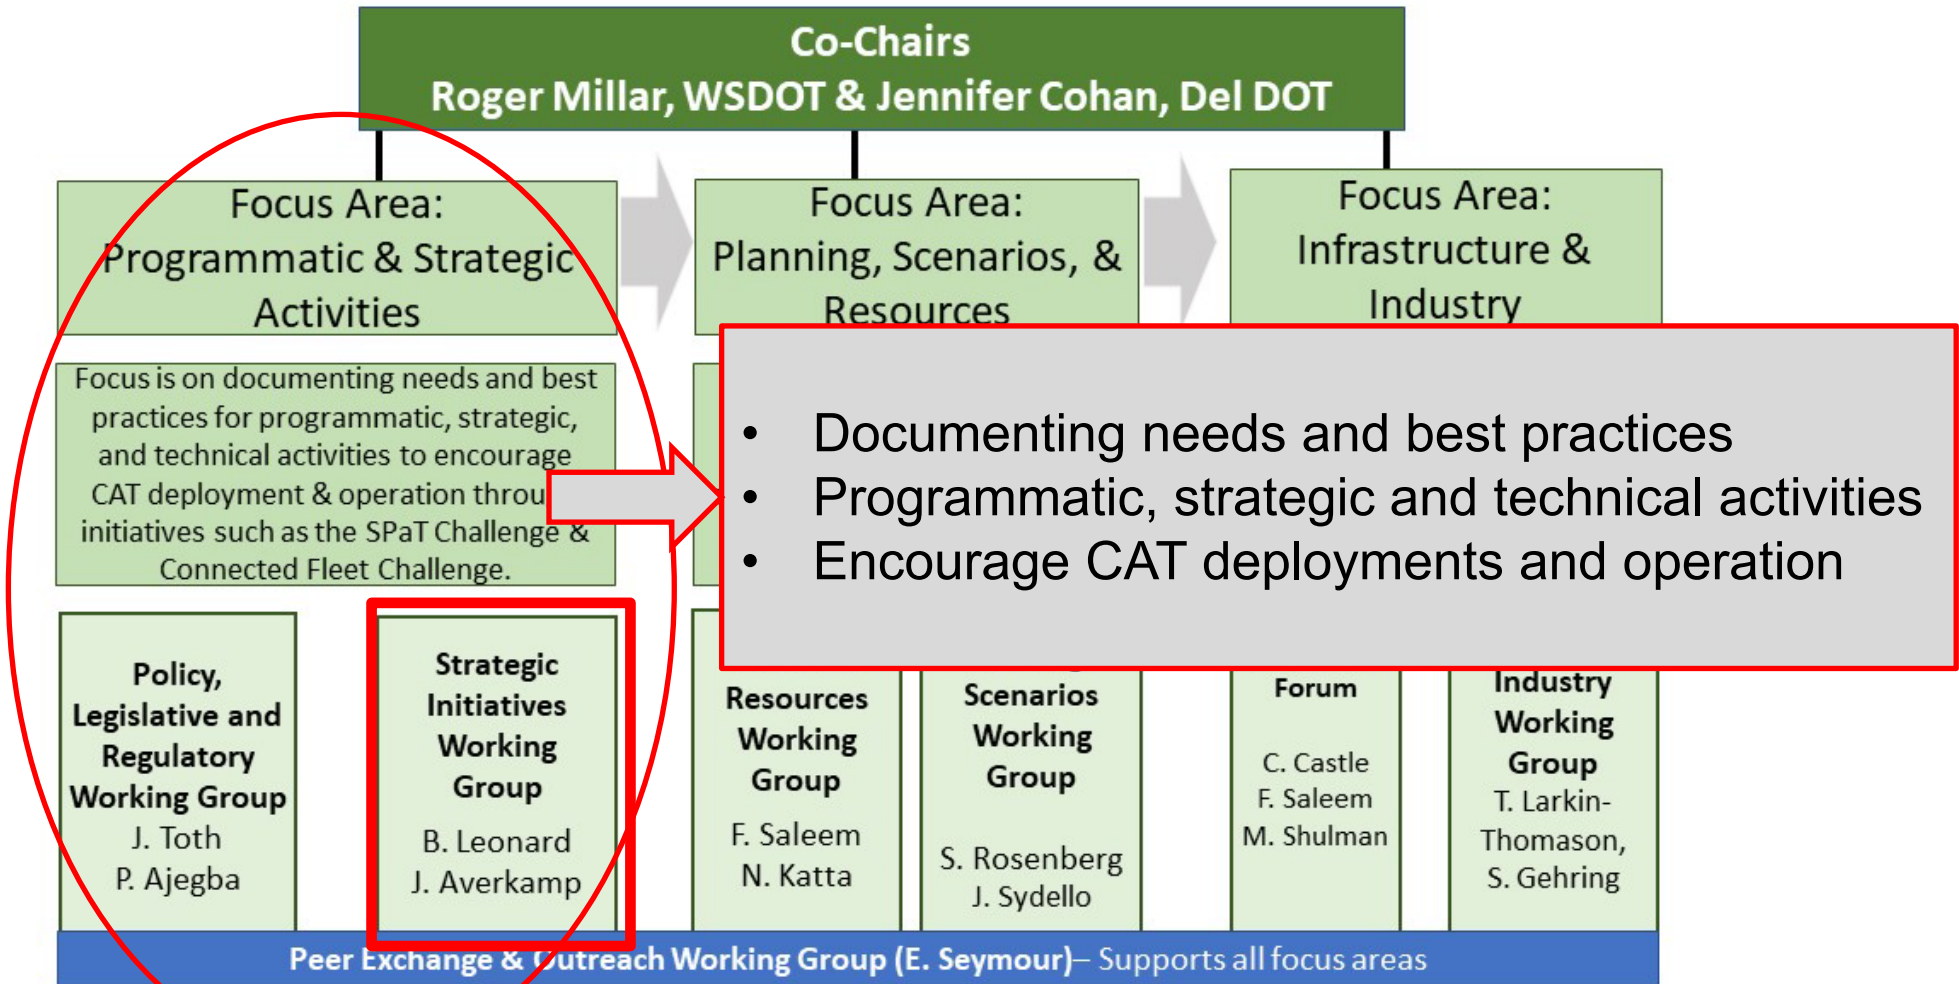 Co-Chairs
Roger Millar, WSDOT & Jennifer Cohan, Del DOT
Focus Area:
Programmatic & Strategic
Activities
Focus Area:
Planning, Scenarios, &
Resources
Focus Area:
Infrastructure &
Industry
Focus is on documenting needs and best
practices for programmatic, strategic,
and technical activities to encourage
CAT deployment & operation throu
initiatives such as the SPaT Challenge &
Connected Fleet Challenge.
• Documenting needs and best practices
• Programmatic, strategic and technical activities
• Encourage CAT deployments and operation
Policy,
Legislative and
Regulatory
Working Group
J. Toth
P. Ajegba
Strategic
Initiatives
Working
Group
B. Leonard
J. Averkamp
Resources
Working
Group
F. Saleem
N. Katta
Scenarios
Working
Group
S. Rosenberg
J. Sydello
Forum
C. Castle
F. Saleem
M. Shulman
Industry
Working
Group
T. Larkin-
Thomason,
S. Gehring
Peer Exchange & Outreach Working Group (E. Seymour)– Supports all focus areas